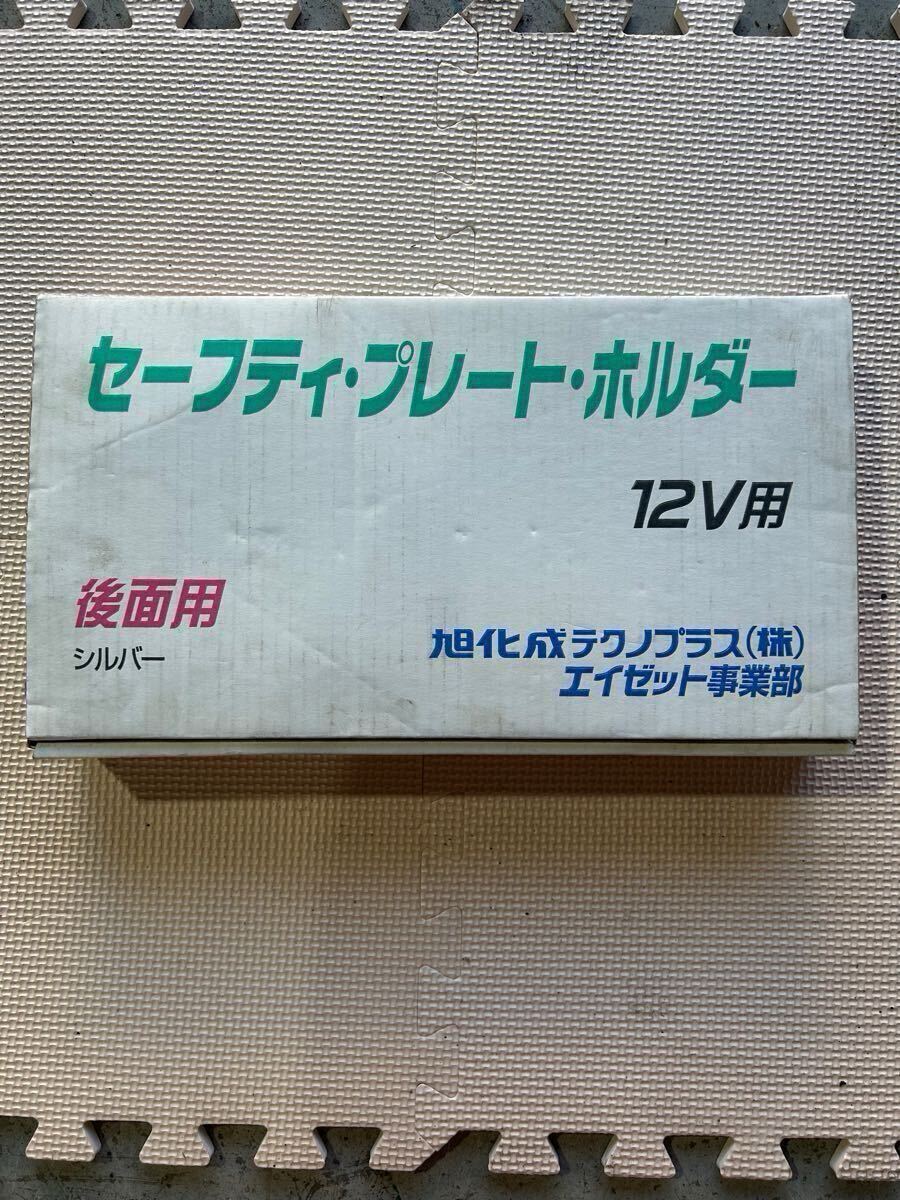 セーフティ・プレート・ホルダー
12V用
後面用
シルバー
旭化成テクノプラス(株)
エイゼット事業部